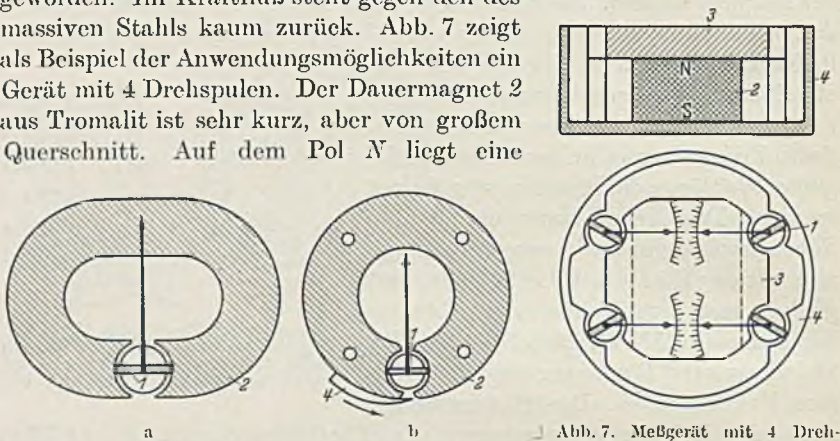 geworden. Im Kraftfluß steht gegen den des
massiven Stahls kaum zurück. Abb. 7 zeigt
als Beispiel der Anwendungsmöglichkeiten ein
Gerät mit 4 Drehspulen. Der Dauermagnet 2
aus Tromalit ist sehr kurz, aber von großem
Querschnitt. Auf dem Pol N liegt eine
3
N
2
S
4
1
3
4
1
2
a
1
4
2
b
Abb. 7. Meßgerät mit 4 Dreh-